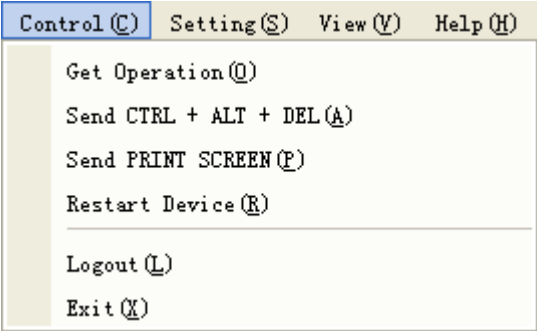 Control(C) Setting(S) View(V) Help(H)
Get Operation(O)
Send CTRL + ALT + DEL(A)
Send PRINT SCREEN(P)
Restart Device(R)
Logout(L)
Exit(X)